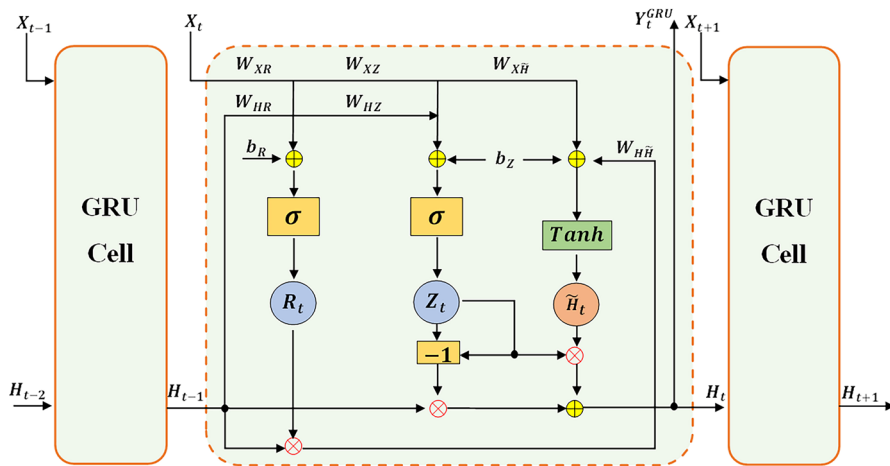 X_{t-1}
X_t
Y_t^{GRU}
X_{t+1}
W_{XR} W_{XZ} W_{X\tilde{H}}
W_{HR} W_{HZ}
b_R
b_Z
W_{H\tilde{H}}
GRU
Cell
σ
σ
Tanh
GRU
Cell
R_t
Z_t
\tilde{H}_t
-1
H_{t-2}
H_{t-1}
H_t
H_{t+1}